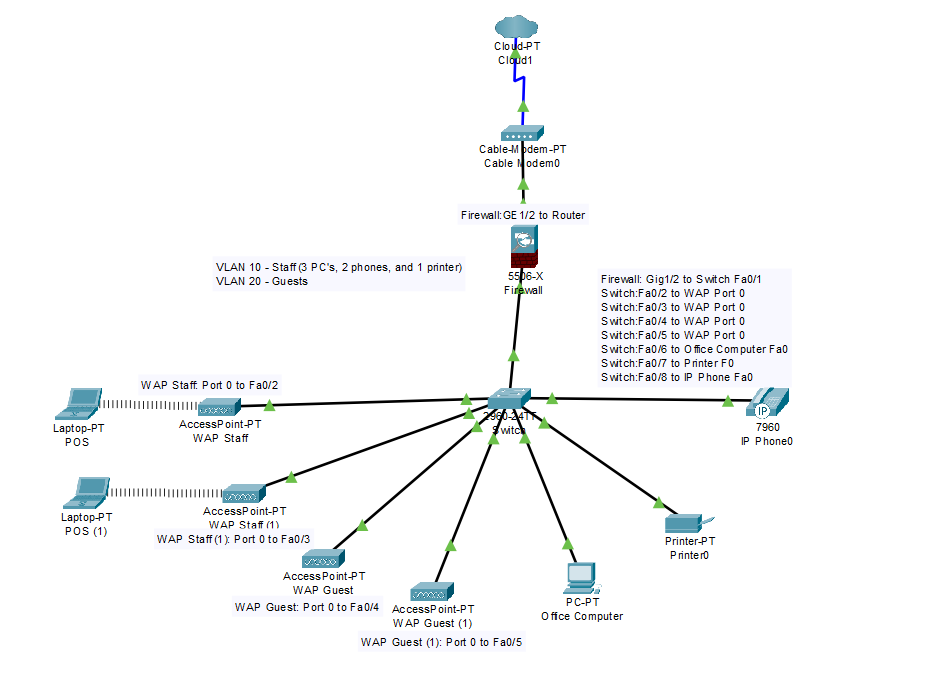 Cloud-PT
Cloud1
Cable-Modem-PT
Cable Modem0
Firewall:GE1/2 to Router
5506-X
Firewall
VLAN 10 - Staff(3 PC's, 2 phones, and 1 printer)
VLAN 20 - Guests
Firewall: Gig1/2 to Switch Fa0/1
Switch:Fa0/2 to WAP Port 0
Switch:Fa0/3 to WAP Port 0
Switch:Fa0/4 to WAP Port 0
Switch:Fa0/5 to WAP Port 0
Switch:Fa0/6 to Office Computer Fa0
Switch:Fa0/7 to Printer F0
Switch:Fa0/8 to IP Phone Fa0
WAP Staff: Port 0 to Fa0/2
Laptop-PT
POS
AccessPoint-PT
WAP Staff
2960-24TT
Switch
IP
7960
IP Phone0
Laptop-PT
POS (1)
AccessPoint-PT
WAP Staff (1)
WAP Staff(1): Port 0 to Fa0/3
Printer-PT
Printer0
AccessPoint-PT
WAP Guest
WAP Guest: Port 0 to Fa0/4
AccessPoint-PT
WAP Guest (1)
WAP Guest (1): Port 0 to Fa0/5
PC-PT
Office Computer